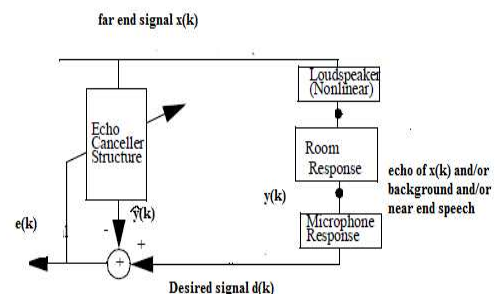 far end signal x(k)
Loudspeaker
(Nonlinear)
Echo
Canceller
Structure
Room
Response
echo of x(k) and/or
background and/or
near end speech
y(k)
Microphone
Response
ŷ(k)
e(k)
-
+
+
Desired signal d(k)